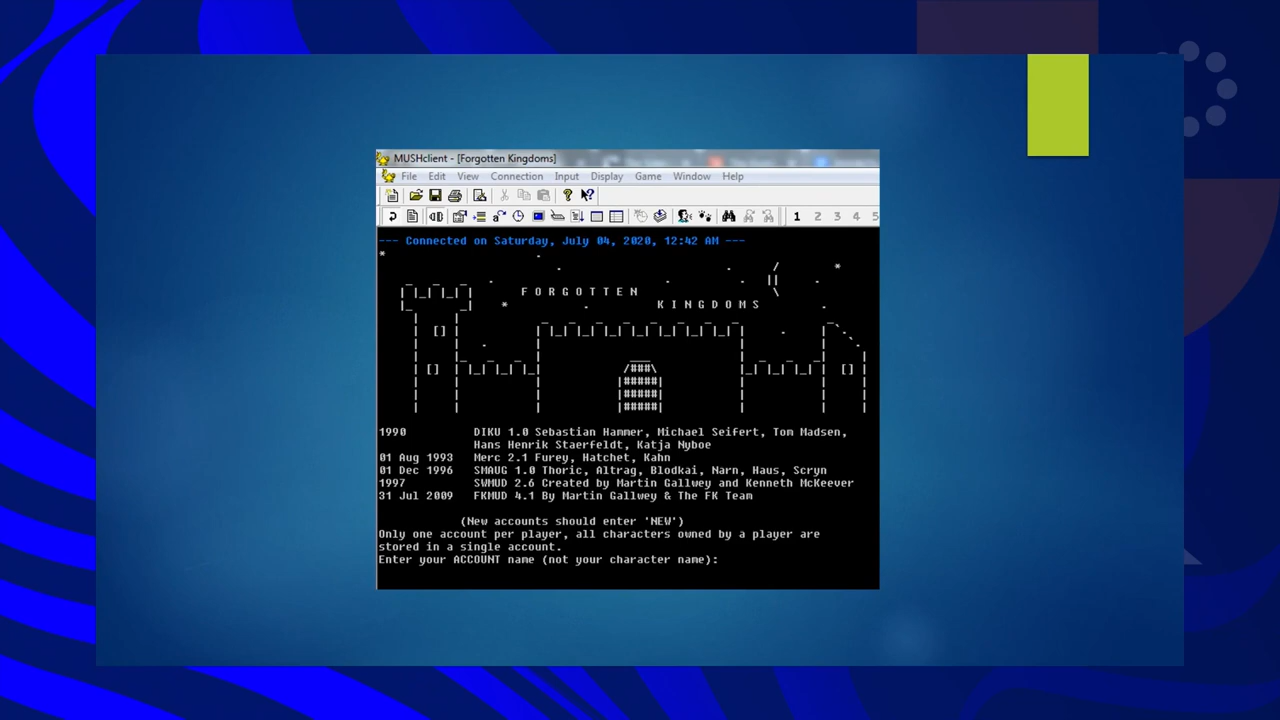 MUSHclient - [Forgotten Kingdoms]
File Edit View Connection Input Display Game Window Help
1 2 3 4 5
--- Connected on Saturday, July 04, 2020, 12:42 AM ---
F O R G O T T E N
K I N G D O M S
1990 DIKU 1.0 Sebastian Hammer, Michael Seifert, Tom Madsen,
Hans Henrik Staerfeldt, Katja Nyboe
01 Aug 1993 Merc 2.1 Furey, Hatchet, Kahn
01 Dec 1996 SMAUG 1.0 Thoric, Altrag, Blodkai, Narn, Haus, Scryn
1997 SWMUD 2.6 Created by Martin Gallwey and Kenneth McKeever
31 Jul 2009 FKMUD 4.1 By Martin Gallwey & The FK Team
(New accounts should enter 'NEW')
Only one account per player, all characters owned by a player are
stored in a single account.
Enter your ACCOUNT name (not your character name):